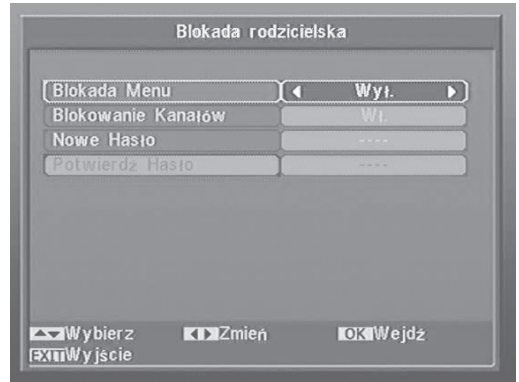 Blokada rodzicielska
Blokada Menu Wył.
Blokowanie Kanałów Wł.
Nowe Hasło ----
Potwierdź Hasło ----
Wybierz Zmień OK Wejdź
EXIT Wyjście